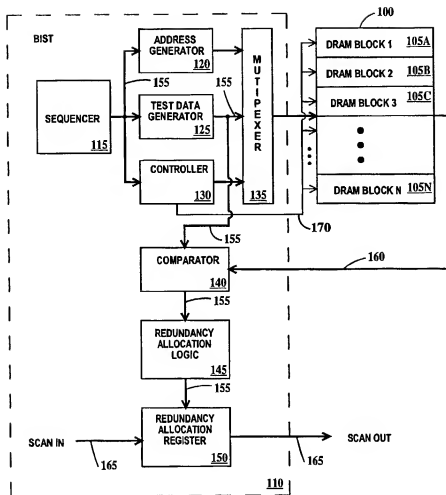 BIST
ADDRESS
GENERATOR
120
155
SEQUENCER
115
TEST DATA
GENERATOR
125
155
CONTROLLER
130
MUTIPEXER
135
100
DRAM BLOCK 1 105A
DRAM BLOCK 2 105B
DRAM BLOCK 3 105C
DRAM BLOCK N 105N
170
155
160
COMPARATOR
140
155
REDUNDANCY
ALLOCATION
LOGIC
145
155
SCAN IN
165
REDUNDANCY
ALLOCATION
REGISTER
150
165
SCAN OUT
110